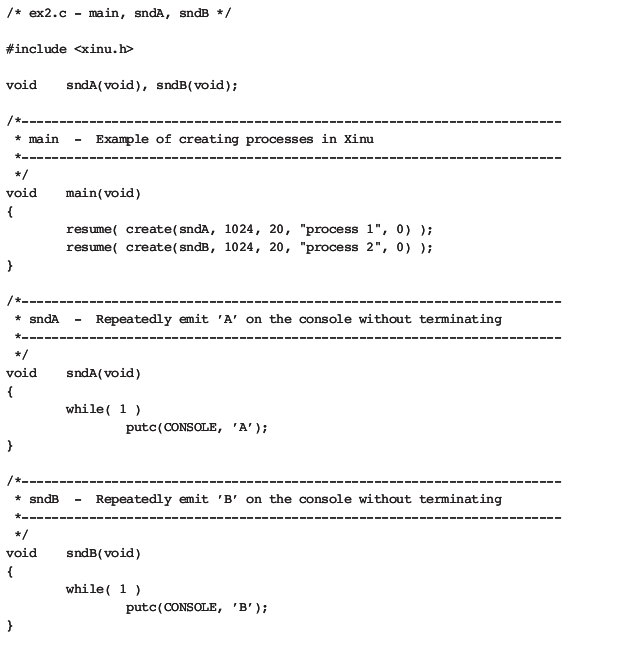 /* ex2.c - main, sndA, sndB */
#include <xinu.h>
void    sndA(void), sndB(void);
/*------------------------------------------------------------------------
 * main  -  Example of creating processes in Xinu
 *------------------------------------------------------------------------
 */
void    main(void)
{
        resume( create(sndA, 1024, 20, "process 1", 0) );
        resume( create(sndB, 1024, 20, "process 2", 0) );
}
/*------------------------------------------------------------------------
 * sndA  -  Repeatedly emit ’A’ on the console without terminating
 *------------------------------------------------------------------------
 */
void    sndA(void)
{
        while( 1 )
                putc(CONSOLE, ’A’);
}
/*------------------------------------------------------------------------
 * sndB  -  Repeatedly emit ’B’ on the console without terminating
 *------------------------------------------------------------------------
 */
void    sndB(void)
{
        while( 1 )
                putc(CONSOLE, ’B’);
}